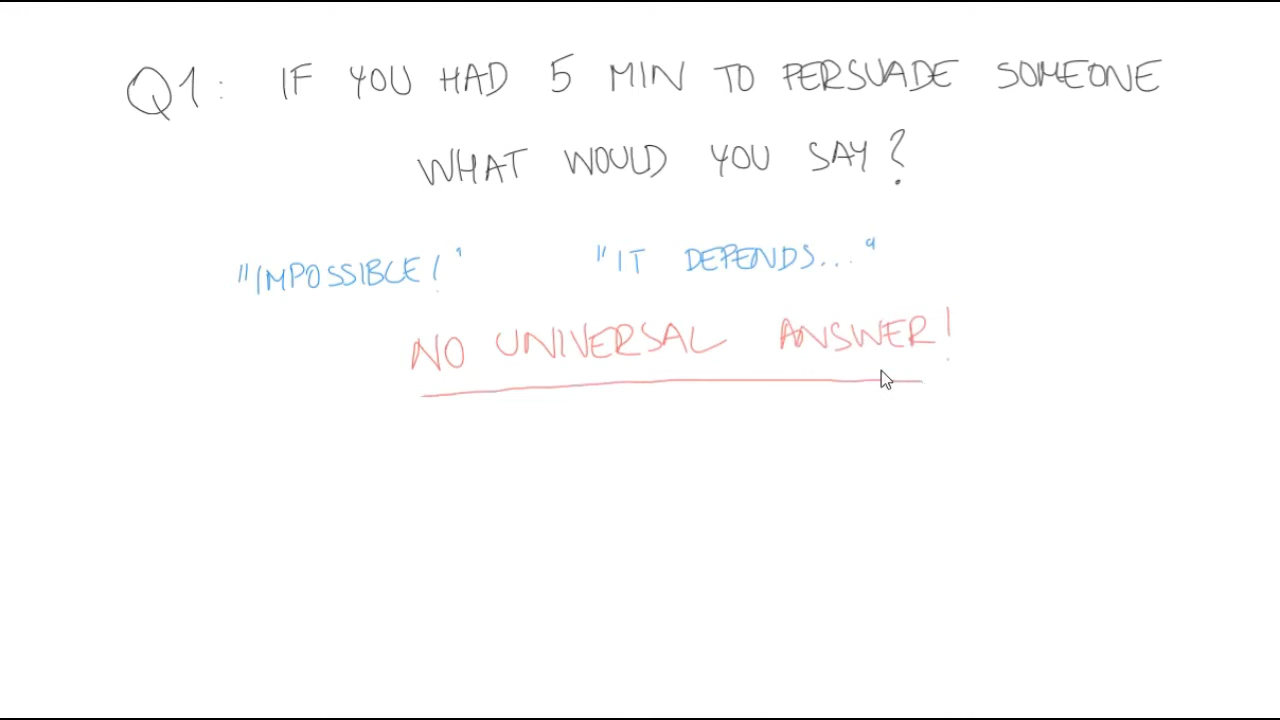 Q1: IF YOU HAD 5 MIN TO PERSUADE SOMEONE
WHAT WOULD YOU SAY?
"IMPOSSIBLE!" "IT DEPENDS..."
NO UNIVERSAL ANSWER!